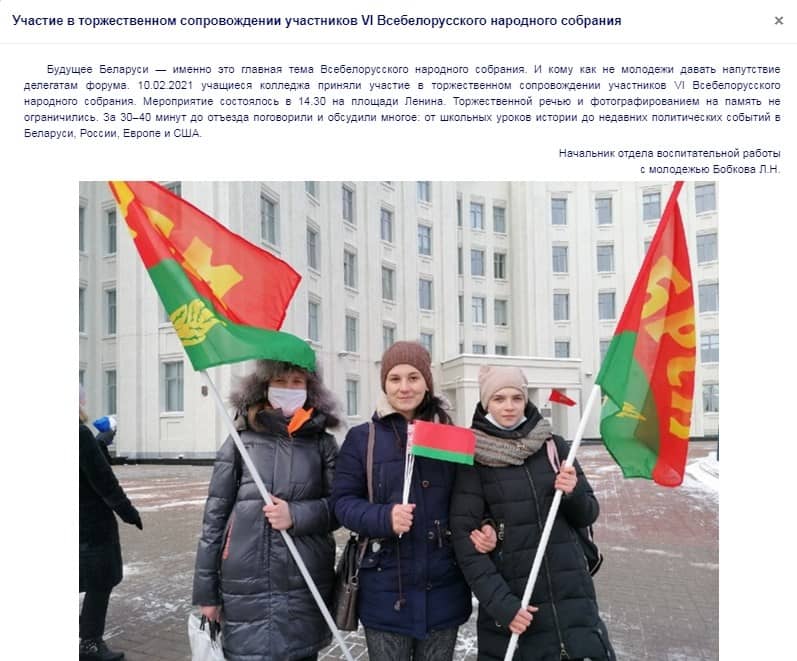 Участие в торжественном сопровождении участников VI Всебелорусского народного собрания ×
Будущее Беларуси — именно это главная тема Всебелорусского народного собрания. И кому как не молодежи давать напутствие
делегатам форума. 10.02.2021 учащиеся колледжа приняли участие в торжественном сопровождении участников VI Всебелорусского
народного собрания. Мероприятие состоялось в 14.30 на площади Ленина. Торжественной речью и фотографированием на память не
ограничились. За 30–40 минут до отъезда поговорили и обсудили многое: от школьных уроков истории до недавних политических событий в
Беларуси, России, Европе и США.
Начальник отдела воспитательной работы
с молодежью Бобкова Л.Н.
БРСМ